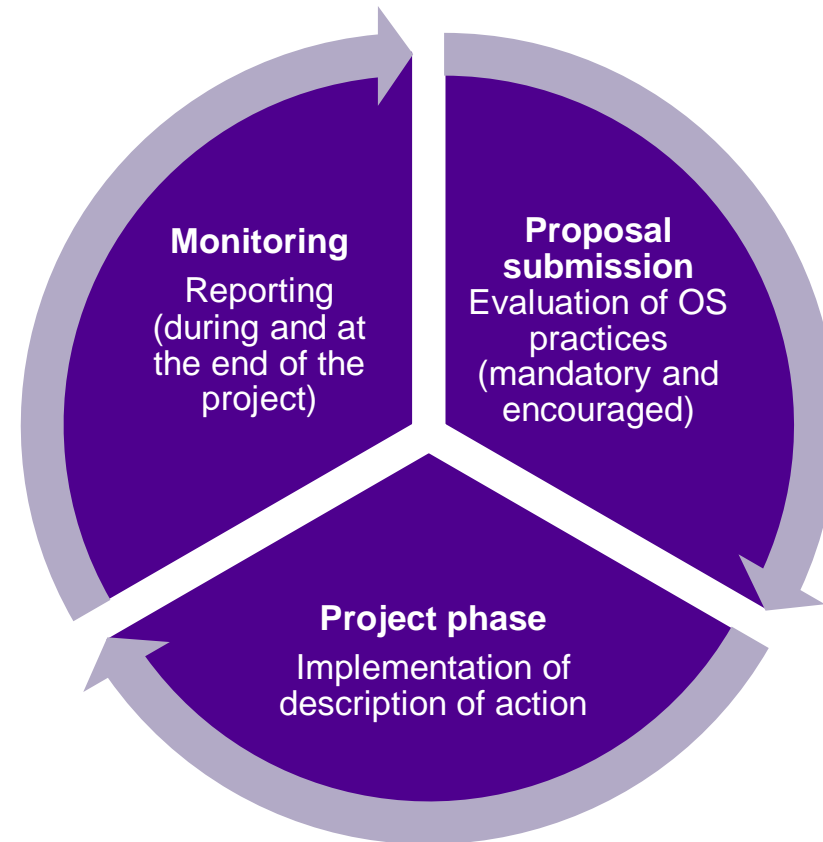 Monitoring
Reporting
(during and at
the end of the
project)
Proposal
submission
Evaluation of OS
practices
(mandatory and
encouraged)
Project phase
Implementation of
description of action